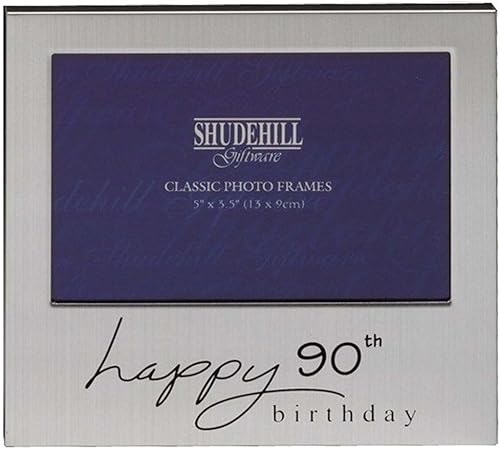 SHUDEHILL
Giftware
CLASSIC PHOTO FRAMES
5" x 3.5" (13 x 9cm)
happy 90th
birthday